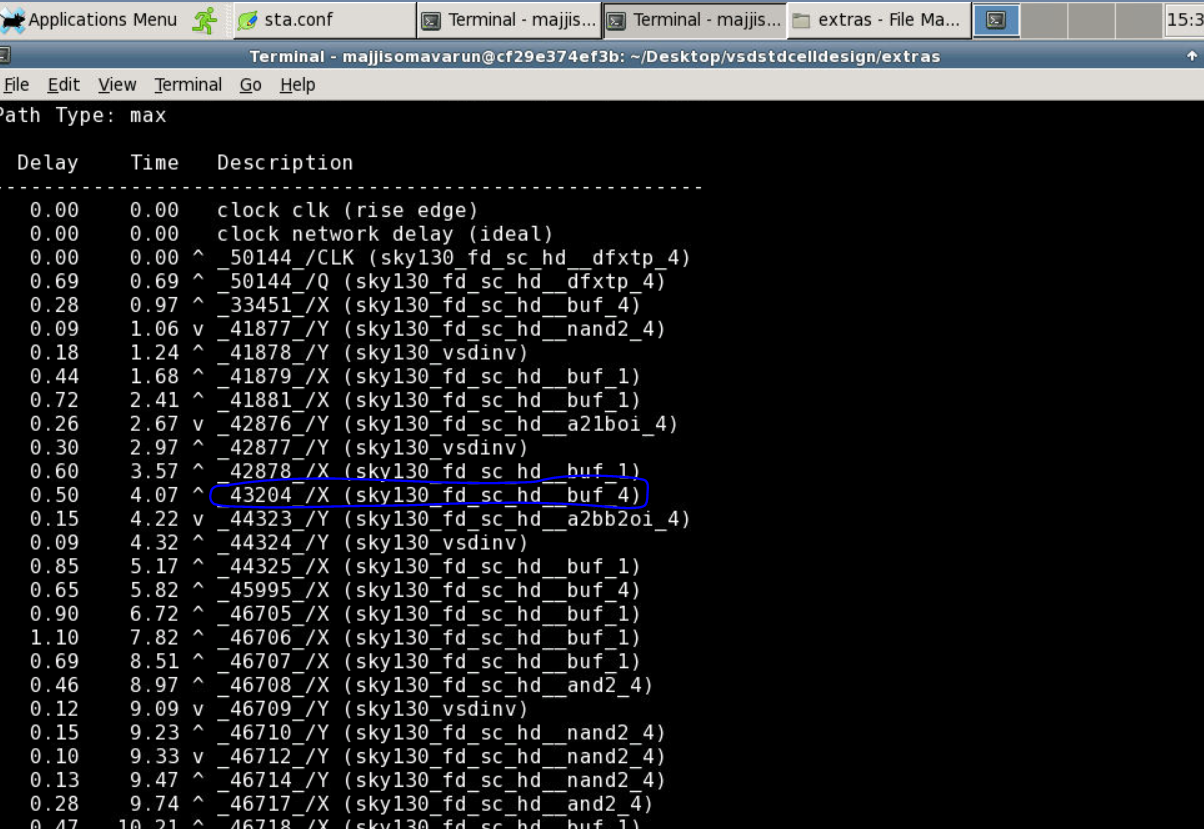 Applications Menu sta.conf Terminal - majjis... Terminal - majjis... extras - File Ma... 15:3
Terminal - majjisomavarun@cf29e374ef3b: ~/Desktop/vsdstdcelldesign/extras
File Edit View Terminal Go Help
Path Type: max
Delay Time Description
-----------------------------------------------------------
0.00 0.00 clock clk (rise edge)
0.00 0.00 clock network delay (ideal)
0.00 0.00 ^ _50144_/CLK (sky130_fd_sc_hd__dfxtp_4)
0.69 0.69 ^ _50144_/Q (sky130_fd_sc_hd__dfxtp_4)
0.28 0.97 ^ _33451_/X (sky130_fd_sc_hd__buf_4)
0.09 1.06 v _41877_/Y (sky130_fd_sc_hd__nand2_4)
0.18 1.24 ^ _41878_/Y (sky130_vsdinv)
0.44 1.68 ^ _41879_/X (sky130_fd_sc_hd__buf_1)
0.72 2.41 ^ _41881_/X (sky130_fd_sc_hd__buf_1)
0.26 2.67 v _42876_/Y (sky130_fd_sc_hd__a21boi_4)
0.30 2.97 ^ _42877_/Y (sky130_vsdinv)
0.60 3.57 ^ _42878_/X (sky130_fd_sc_hd__buf_1)
0.50 4.07 ^ _43204_/X (sky130_fd_sc_hd__buf_4)
0.15 4.22 v _44323_/Y (sky130_fd_sc_hd__a2bb2oi_4)
0.09 4.32 ^ _44324_/Y (sky130_vsdinv)
0.85 5.17 ^ _44325_/X (sky130_fd_sc_hd__buf_1)
0.65 5.82 ^ _45995_/X (sky130_fd_sc_hd__buf_4)
0.90 6.72 ^ _46705_/X (sky130_fd_sc_hd__buf_1)
1.10 7.82 ^ _46706_/X (sky130_fd_sc_hd__buf_1)
0.69 8.51 ^ _46707_/X (sky130_fd_sc_hd__buf_1)
0.46 8.97 ^ _46708_/X (sky130_fd_sc_hd__and2_4)
0.12 9.09 v _46709_/Y (sky130_vsdinv)
0.15 9.23 ^ _46710_/Y (sky130_fd_sc_hd__nand2_4)
0.10 9.33 v _46712_/Y (sky130_fd_sc_hd__nand2_4)
0.13 9.47 ^ _46714_/Y (sky130_fd_sc_hd__nand2_4)
0.28 9.74 ^ _46717_/X (sky130_fd_sc_hd__and2_4)
0.47 10.21 ^ _46718_/X (sky130_fd_sc_hd__buf_1)